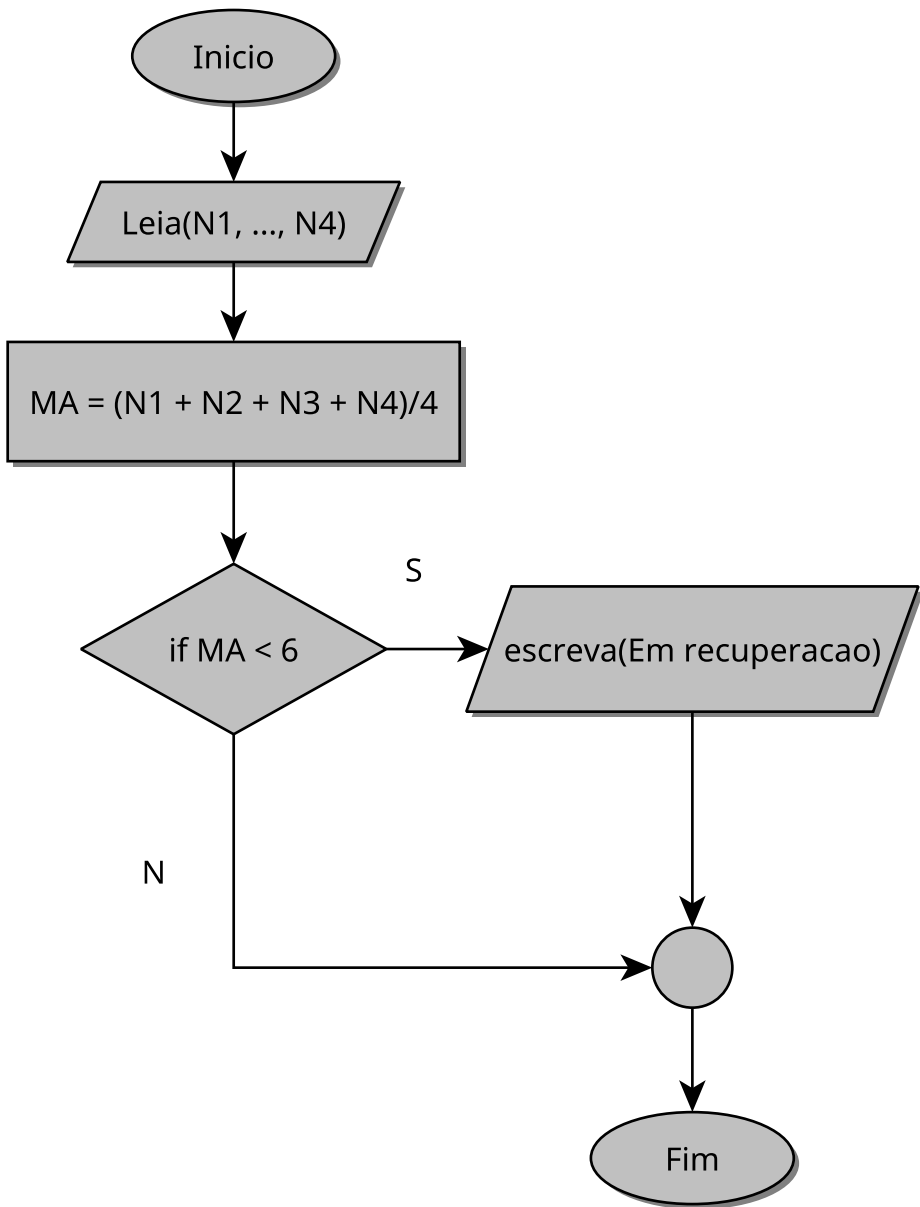 Inicio
Leia(N1, ..., N4)
MA = (N1 + N2 + N3 + N4)/4
if MA < 6
S
escreva(Em recuperacao)
N
Fim